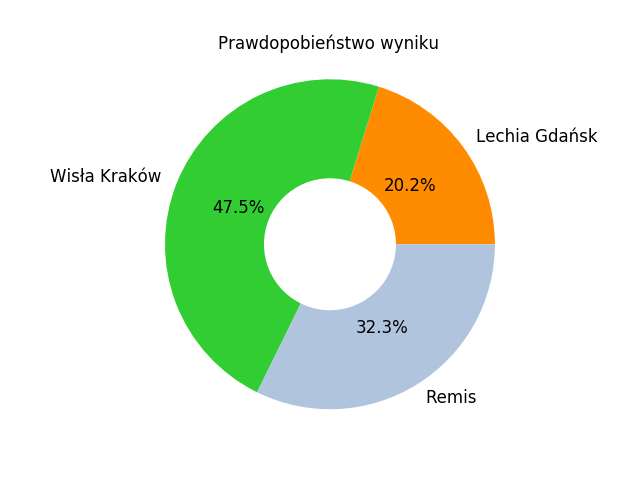 Prawdopobieństwo wyniku
Lechia Gdańsk
20.2%
Wisła Kraków
47.5%
32.3%
Remis